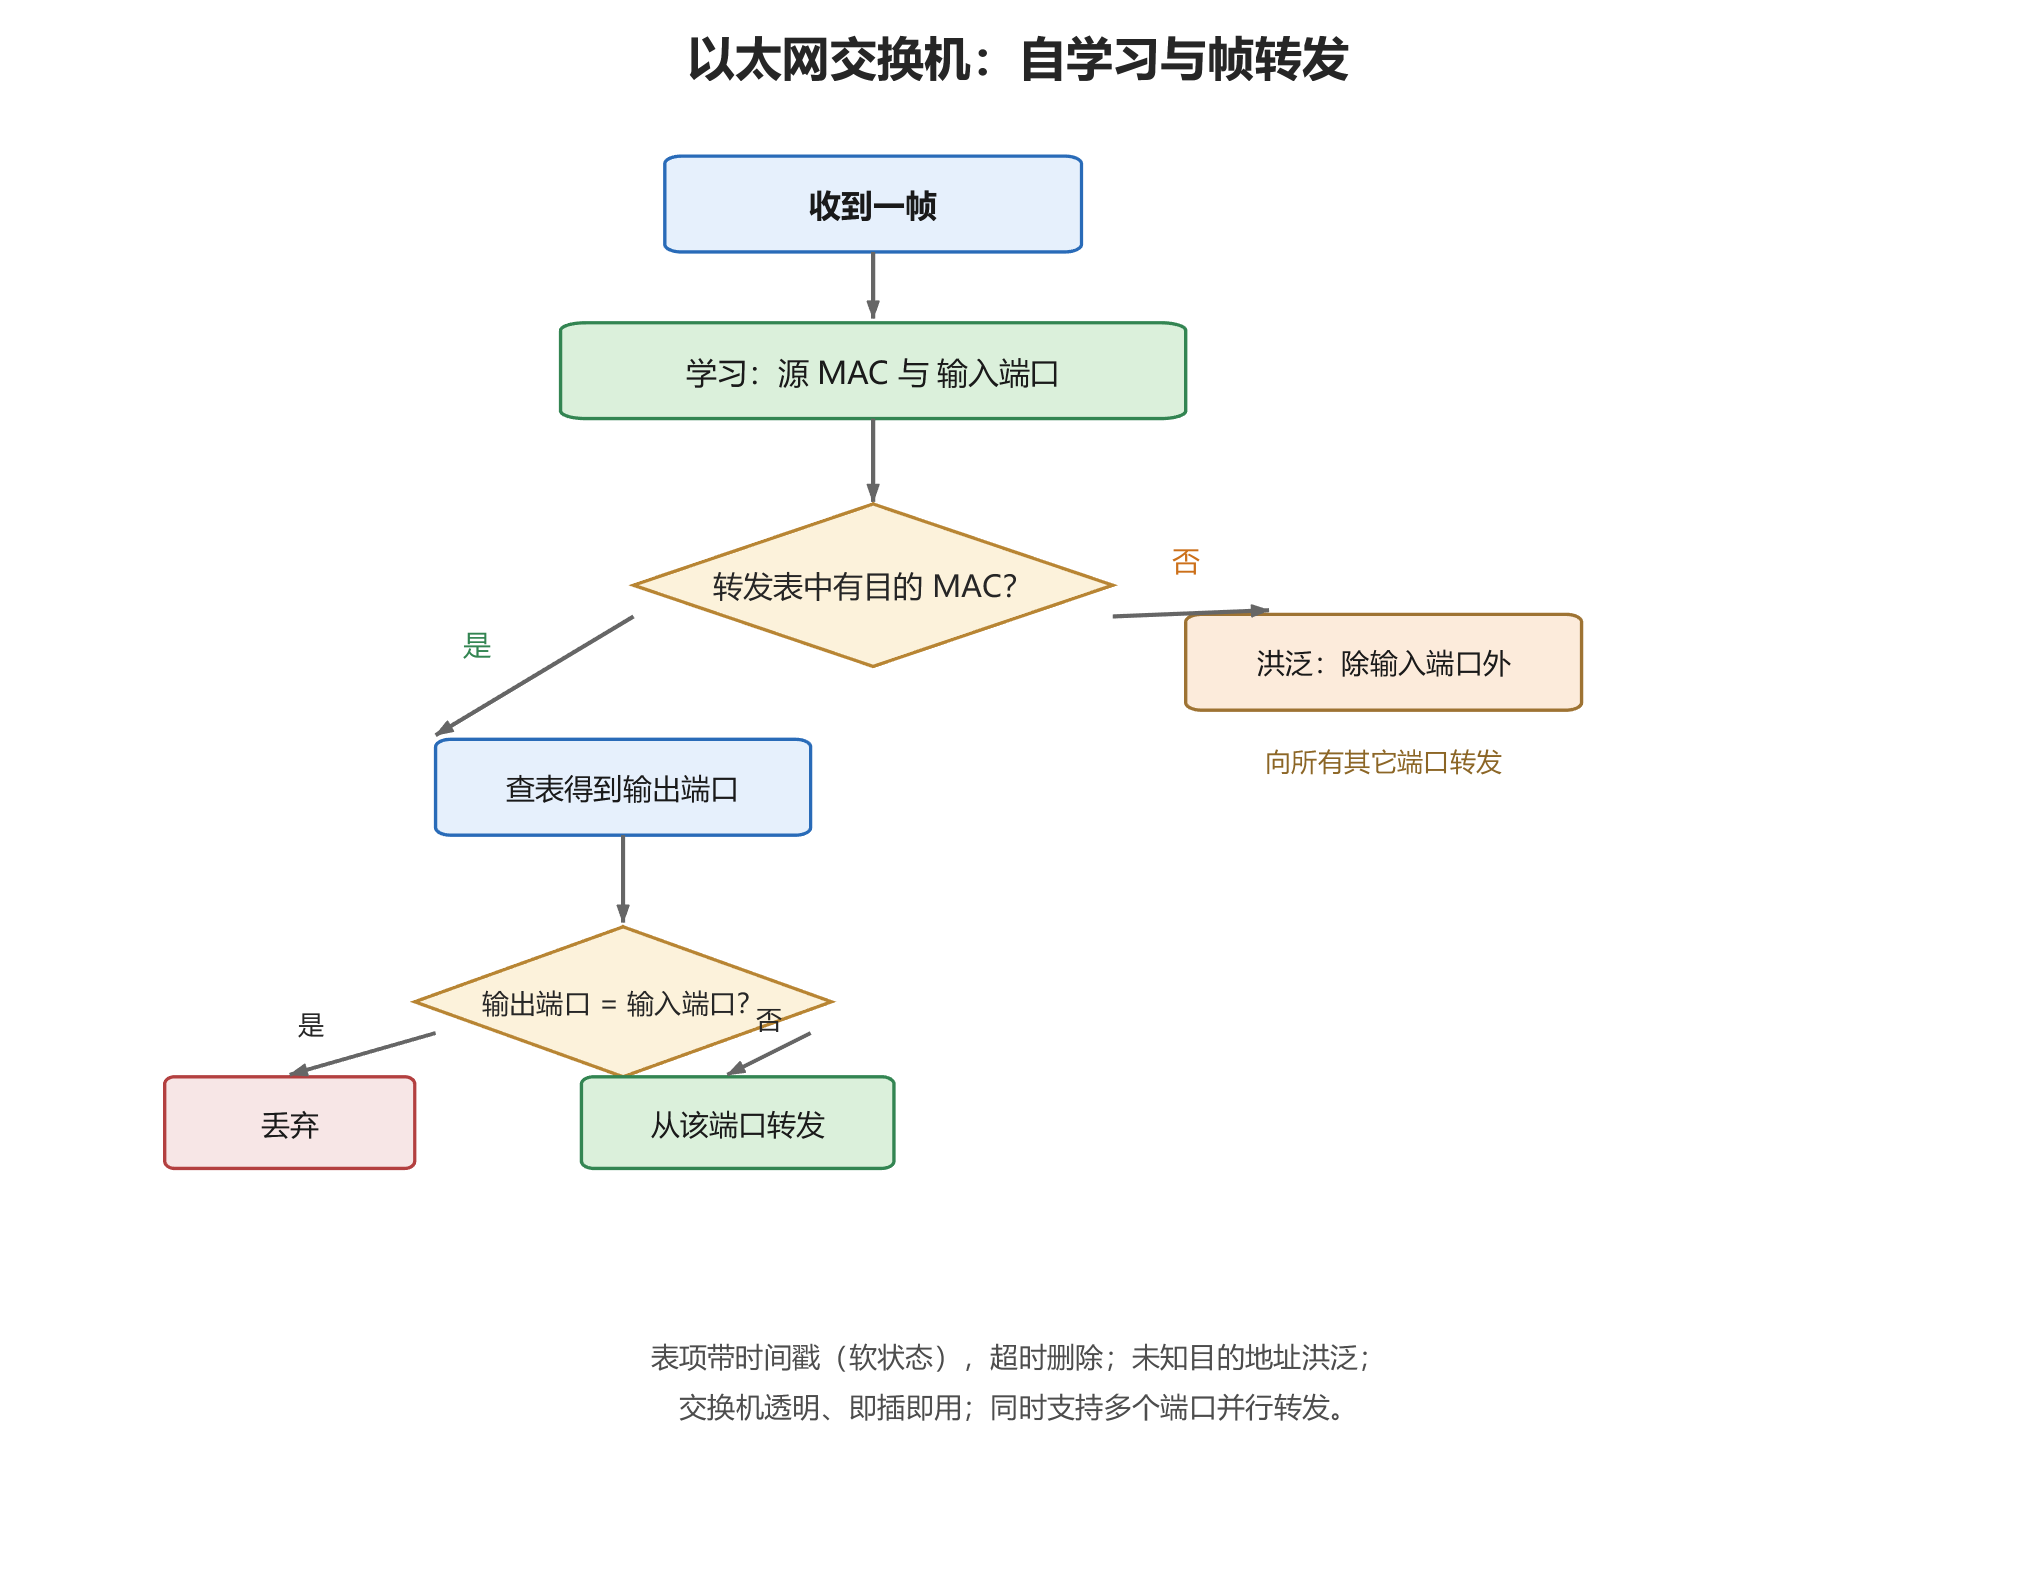 以太网交换机：自学习与帧转发
收到一帧
学习：源 MAC 与 输入端口
转发表中有目的 MAC？
否
是
洪泛：除输入端口外
向所有其它端口转发
查表得到输出端口
输出端口 = 输入端口？
是
否
丢弃
从该端口转发
表项带时间戳（软状态），超时删除；未知目的地址洪泛；
交换机透明、即插即用；同时支持多个端口并行转发。